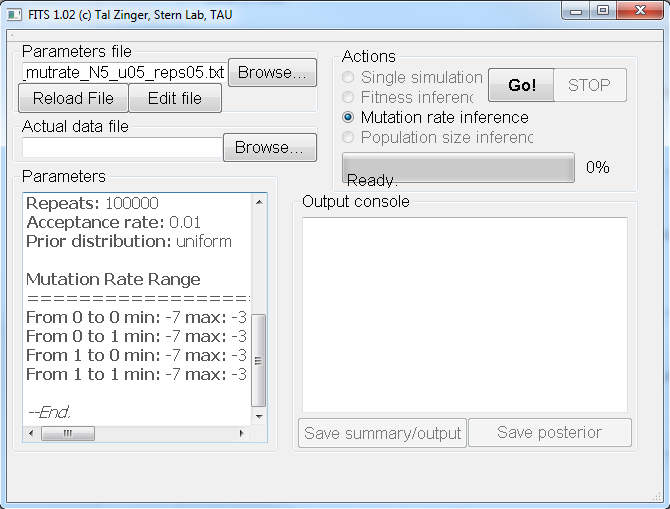 FITS 1.02 (c) Tal Zinger, Stern Lab, TAU
Parameters file
mutrate_N5_u05_reps05.txt
Browse...
Reload File
Edit file
Actual data file
Browse...
Actions
Single simulation
Fitness inferenc
Mutation rate inference
Population size inferenc
Go!
STOP
0%
Ready.
Parameters
Repeats: 100000
Acceptance rate: 0.01
Prior distribution: uniform
Mutation Rate Range
====================
From 0 to 0 min: -7 max: -3
From 0 to 1 min: -7 max: -3
From 1 to 0 min: -7 max: -3
From 1 to 1 min: -7 max: -3
--End.
Output console
Save summary/output
Save posterior